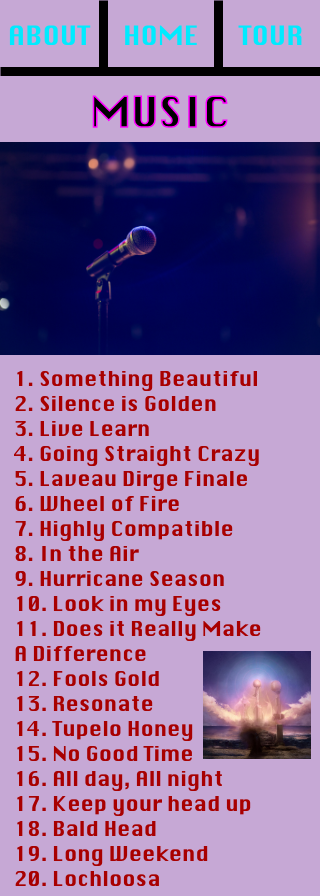 ABOUT HOME TOUR
MUSIC
1. Something Beautiful
2. Silence is Golden
3. Live Learn
4. Going Straight Crazy
5. Laveau Dirge Finale
6. Wheel of Fire
7. Highly Compatible
8. In the Air
9. Hurricane Season
10. Look in my Eyes
11. Does it Really Make
A Difference
12. Fools Gold
13. Resonate
14. Tupelo Honey
15. No Good Time
16. All day, All night
17. Keep your head up
18. Bald Head
19. Long Weekend
20. Lochloosa